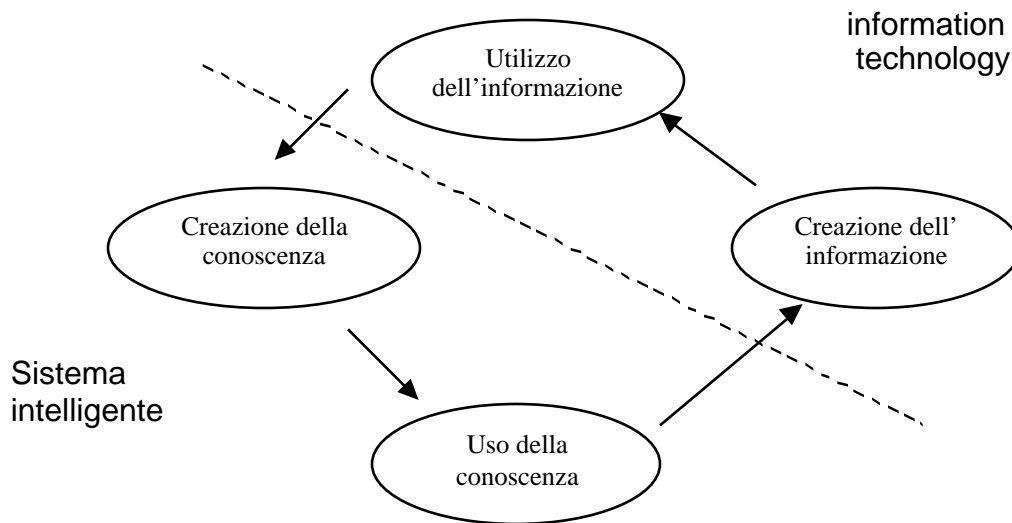 information
technology
Utilizzo
dell’informazione
Creazione della
conoscenza
Creazione dell’
informazione
Sistema
intelligente
Uso della
conoscenza